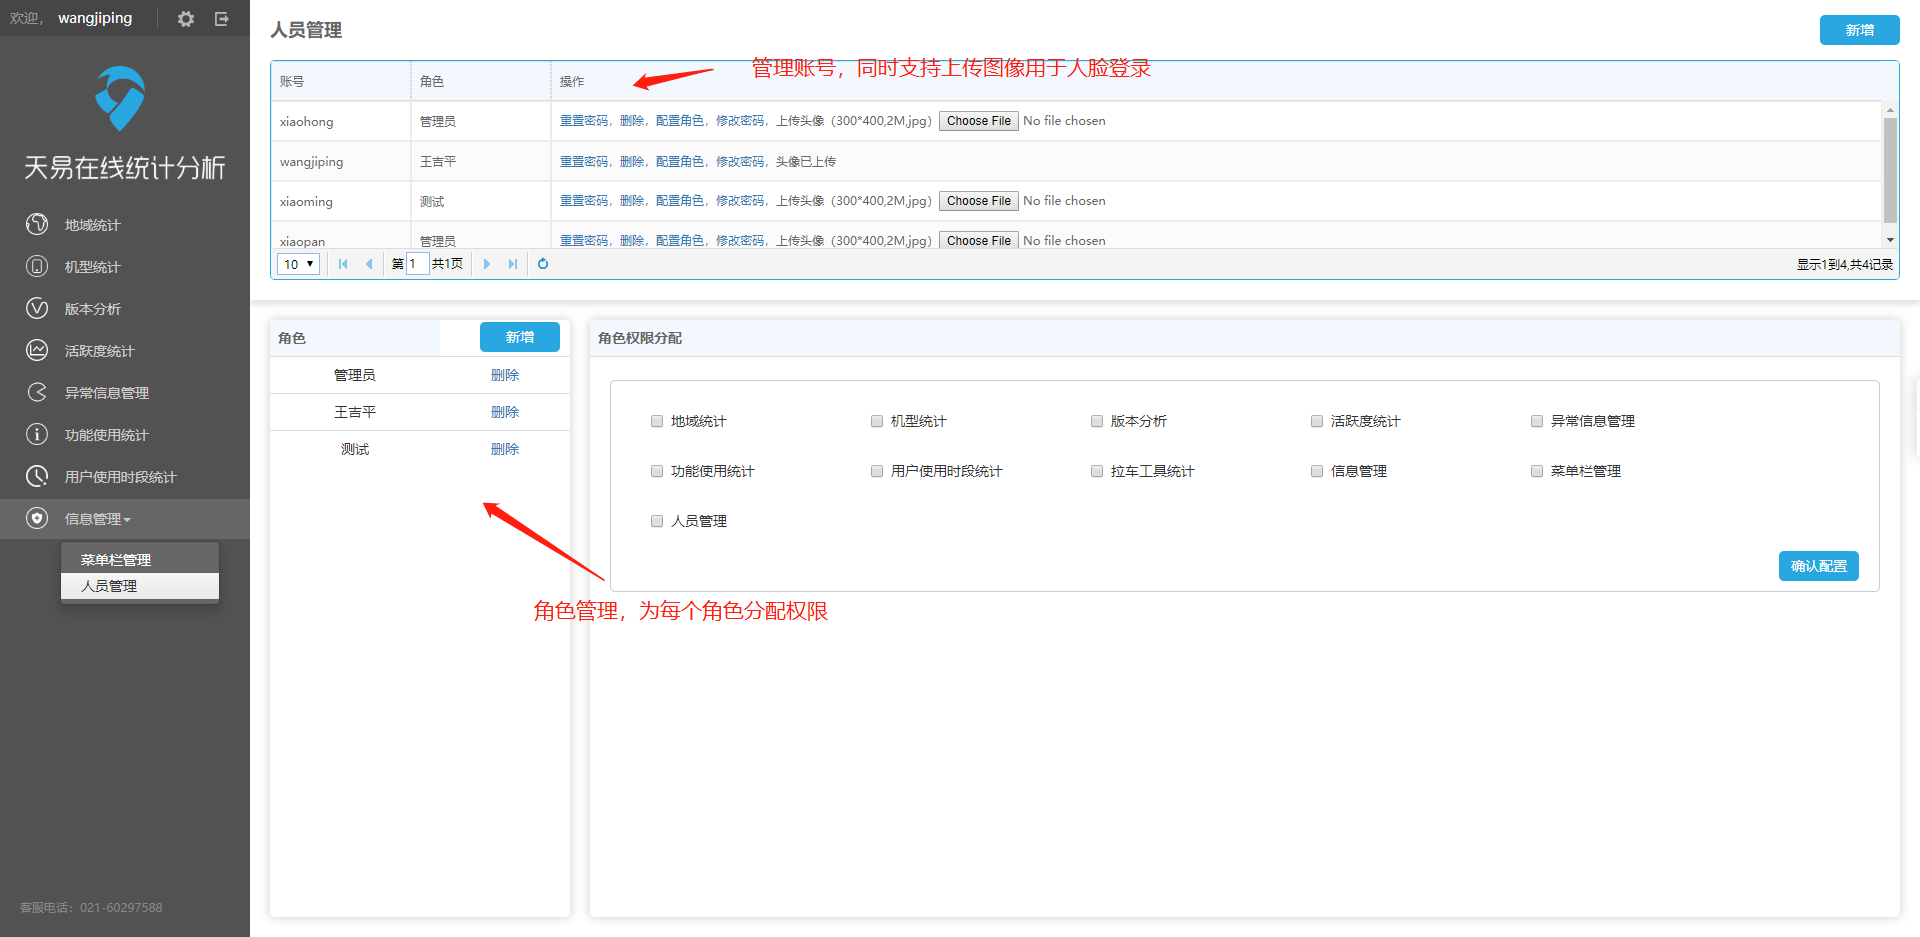 欢迎, wangjiping
天易在线统计分析
地域统计
机型统计
版本分析
活跃度统计
异常信息管理
功能使用统计
用户使用时段统计
信息管理
菜单栏管理
人员管理
客服电话：021-60297588
人员管理
新增
管理账号，同时支持上传图像用于人脸登录
账号 角色 操作
xiaohong 管理员 重置密码, 删除, 配置角色, 修改密码, 上传头像（300*400,2M,jpg） Choose File No file chosen
wangjiping 王吉平 重置密码, 删除, 配置角色, 修改密码, 头像已上传
xiaoming 测试 重置密码, 删除, 配置角色, 修改密码, 上传头像（300*400,2M,jpg） Choose File No file chosen
xiaopan 管理员 重置密码, 删除, 配置角色, 修改密码, 上传头像（300*400,2M,jpg） Choose File No file chosen
10 第 1 共1页 显示1到4,共4记录
角色 新增
管理员 删除
王吉平 删除
测试 删除
角色管理，为每个角色分配权限
角色权限分配
地域统计 机型统计 版本分析 活跃度统计 异常信息管理
功能使用统计 用户使用时段统计 拉车工具统计 信息管理 菜单栏管理
人员管理
确认配置